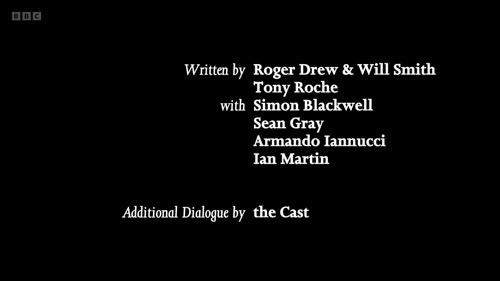 BBC
Written by Roger Drew & Will Smith
Tony Roche
with Simon Blackwell
Sean Gray
Armando Iannucci
Ian Martin
Additional Dialogue by the Cast